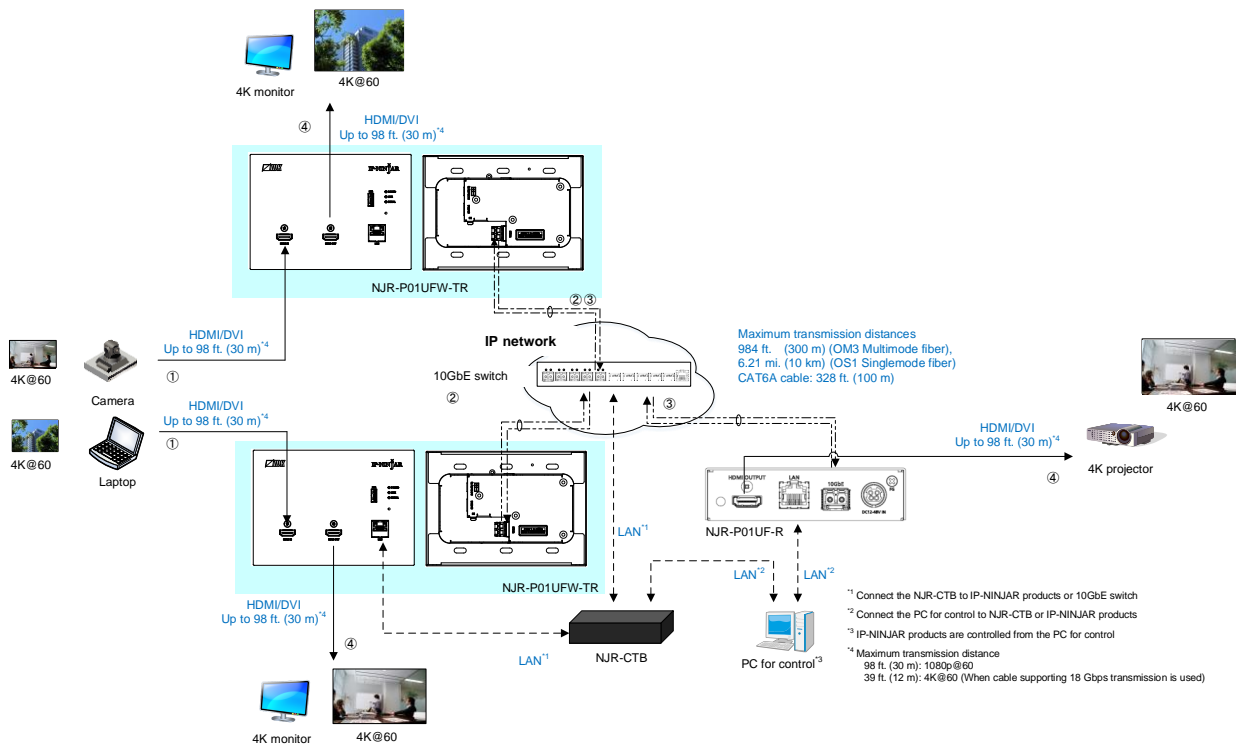 4K monitor
4K@60
④
HDMI/DVI
Up to 98 ft. (30 m)*4
IP-NINJAR
NJR-P01UFW-TR
②③
HDMI/DVI
Up to 98 ft. (30 m)*4
①
4K@60
Camera
IP network
10GbE switch
②
③
Maximum transmission distances
984 ft. (300 m) (OM3 Multimode fiber),
6.21 mi. (10 km) (OS1 Singlemode fiber)
CAT6A cable: 328 ft. (100 m)
4K@60
HDMI/DVI
Up to 98 ft. (30 m)*4
①
4K@60
Laptop
HDMI/DVI
Up to 98 ft. (30 m)*4
④
4K projector
IP-NINJAR
NJR-P01UFW-TR
HDMI OUTPUT
LAN
10GbE
DC12-48V IN
NJR-P01UF-R
LAN*1
LAN*2
LAN*2
HDMI/DVI
Up to 98 ft. (30 m)*4
④
LAN*1
NJR-CTB
PC for control*3
*1 Connect the NJR-CTB to IP-NINJAR products or 10GbE switch
*2 Connect the PC for control to NJR-CTB or IP-NINJAR products
*3 IP-NINJAR products are controlled from the PC for control
*4 Maximum transmission distance
98 ft. (30 m): 1080p@60
39 ft. (12 m): 4K@60 (When cable supporting 18 Gbps transmission is used)
4K monitor
4K@60